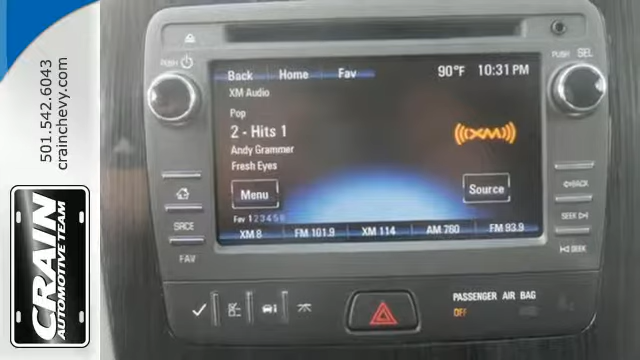 501.542.6043
crainchevy.com
CRAIN
AUTOMOTIVE TEAM
PUSH
PUSH SEL
Back Home Fav 90°F 10:31 PM
XM Audio
Pop
2 - Hits 1
Andy Grammer
Fresh Eyes
((XM))
Menu Source
Fav 1 2 3 4 5 6
XM 8 FM 101.9 XM 114 AM 760 FM 93.9
SRCE
FAV
BACK
SEEK
SEEK
PASSENGER AIR BAG
OFF